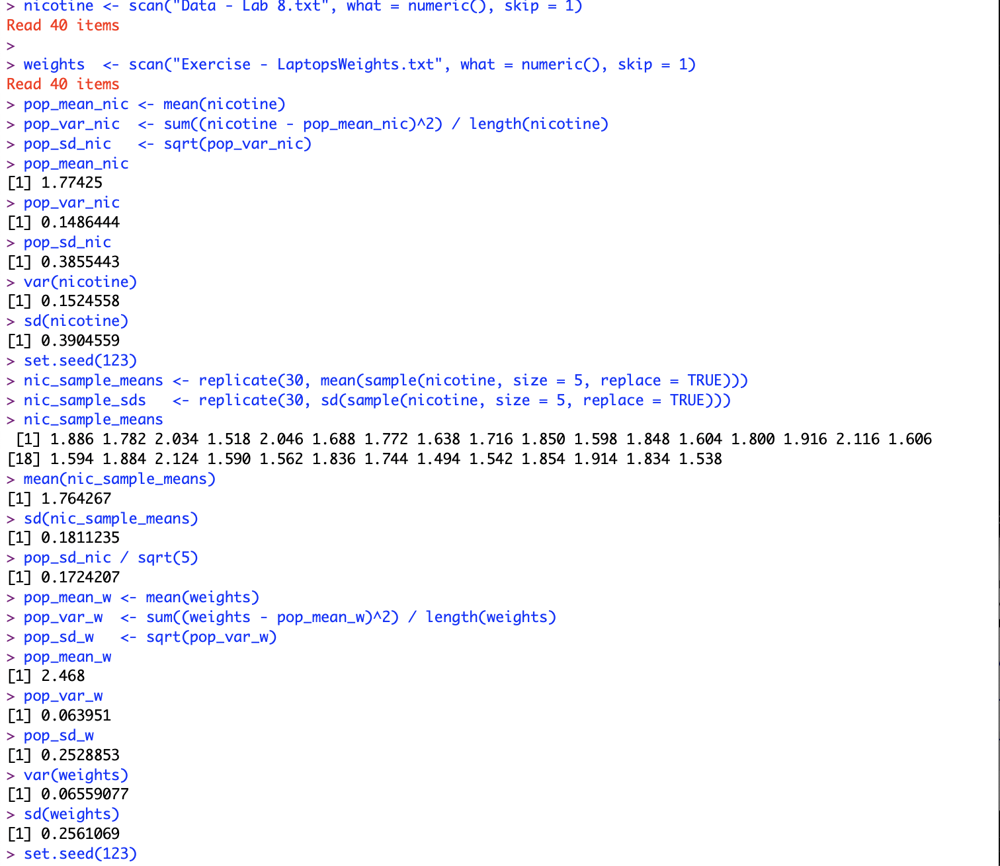 > nicotine <- scan("Data - Lab 8.txt", what = numeric(), skip = 1)
Read 40 items
>
> weights  <- scan("Exercise - LaptopsWeights.txt", what = numeric(), skip = 1)
Read 40 items
> pop_mean_nic <- mean(nicotine)
> pop_var_nic  <- sum((nicotine - pop_mean_nic)^2) / length(nicotine)
> pop_sd_nic   <- sqrt(pop_var_nic)
> pop_mean_nic
[1] 1.77425
> pop_var_nic
[1] 0.1486444
> pop_sd_nic
[1] 0.3855443
> var(nicotine)
[1] 0.1524558
> sd(nicotine)
[1] 0.3904559
> set.seed(123)
> nic_sample_means <- replicate(30, mean(sample(nicotine, size = 5, replace = TRUE)))
> nic_sample_sds   <- replicate(30, sd(sample(nicotine, size = 5, replace = TRUE)))
> nic_sample_means
 [1] 1.886 1.782 2.034 1.518 2.046 1.688 1.772 1.638 1.716 1.850 1.598 1.848 1.604 1.800 1.916 2.116 1.606
[18] 1.594 1.884 2.124 1.590 1.562 1.836 1.744 1.494 1.542 1.854 1.914 1.834 1.538
> mean(nic_sample_means)
[1] 1.764267
> sd(nic_sample_means)
[1] 0.1811235
> pop_sd_nic / sqrt(5)
[1] 0.1724207
> pop_mean_w <- mean(weights)
> pop_var_w  <- sum((weights - pop_mean_w)^2) / length(weights)
> pop_sd_w   <- sqrt(pop_var_w)
> pop_mean_w
[1] 2.468
> pop_var_w
[1] 0.063951
> pop_sd_w
[1] 0.2528853
> var(weights)
[1] 0.06559077
> sd(weights)
[1] 0.2561069
> set.seed(123)